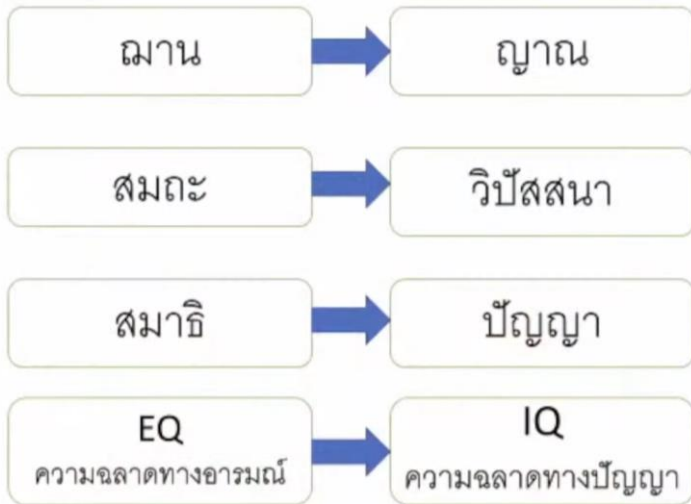 ฌาน
ญาณ
สมถะ
วิปัสสนา
สมาธิ
ปัญญา
EQ
ความฉลาดทางอารมณ์
IQ
ความฉลาดทางปัญญา